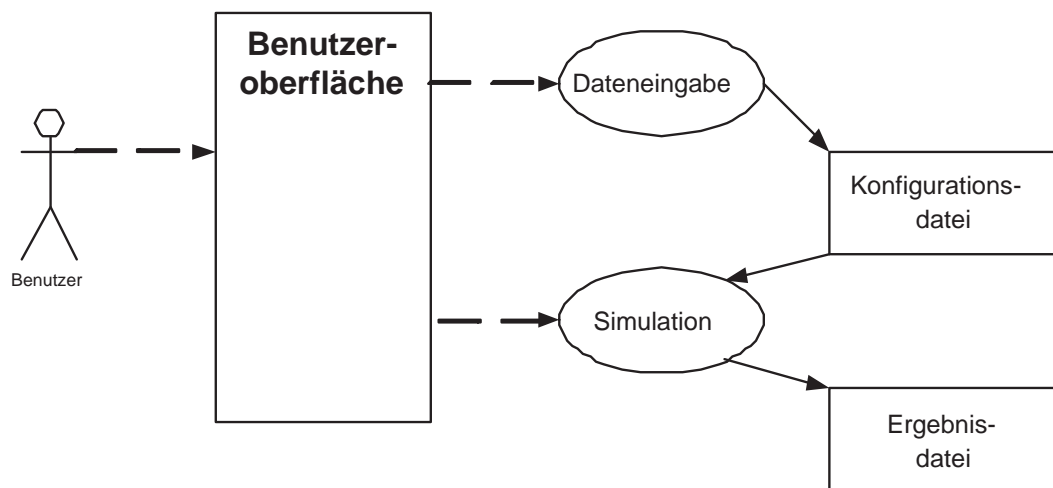 Benutzer-
oberfläche
Dateneingabe
Konfigurations-
datei
Benutzer
Simulation
Ergebnis-
datei